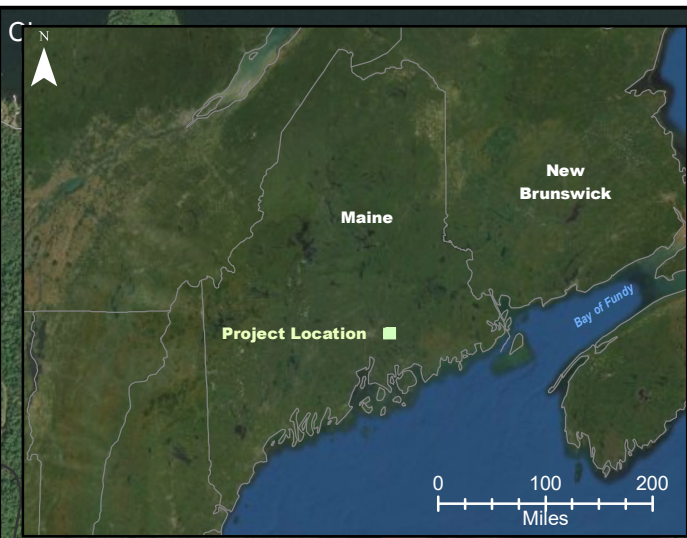 N
Maine
New
Brunswick
Bay of Fundy
Project Location
0 100 200
Miles